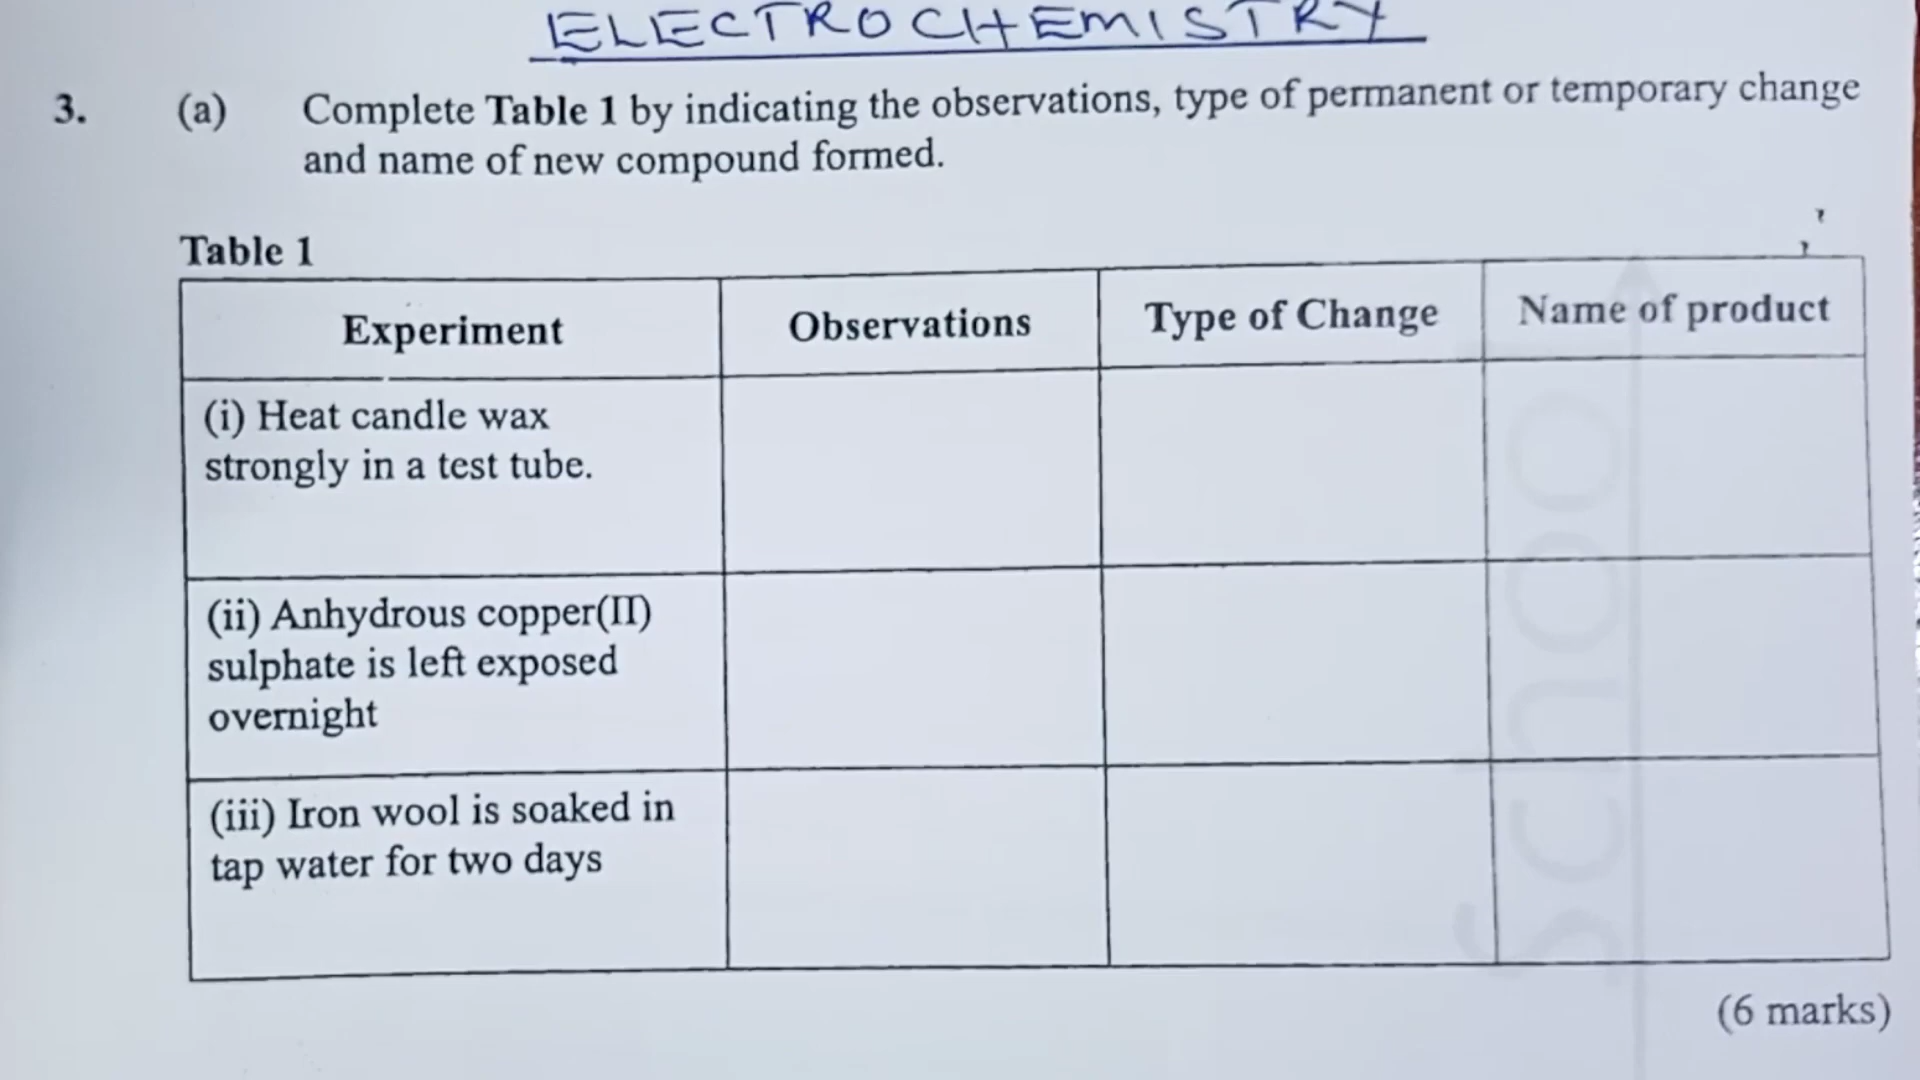 ELECTROCHEMISTRY
3. (a) Complete Table 1 by indicating the observations, type of permanent or temporary change
and name of new compound formed.
Table 1
Experiment Observations Type of Change Name of product
(i) Heat candle wax
strongly in a test tube.
(ii) Anhydrous copper(II)
sulphate is left exposed
overnight
(iii) Iron wool is soaked in
tap water for two days
(6 marks)
school